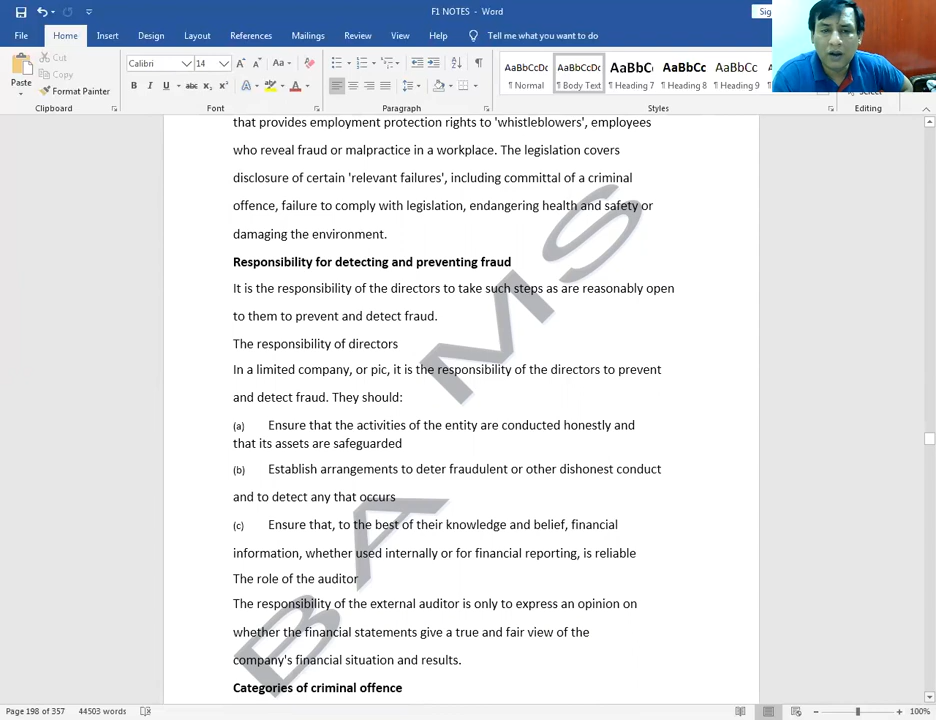 F1 NOTES - Word
Sig
File
Home
Insert
Design
Layout
References
Mailings
Review
View
Help
Tell me what you want to do
Paste
Cut
Copy
Format Painter
Clipboard
Calibri
14
Font
Paragraph
AaBbCcDc
¶ Normal
AaBbCcDc
¶ Body Text
AaBbC
¶ Heading 7
AaBbCc
¶ Heading 8
AaBbCc
¶ Heading 9
Styles
Editing
that provides employment protection rights to 'whistleblowers', employees
who reveal fraud or malpractice in a workplace. The legislation covers
disclosure of certain 'relevant failures', including committal of a criminal
offence, failure to comply with legislation, endangering health and safety or
damaging the environment.
Responsibility for detecting and preventing fraud
It is the responsibility of the directors to take such steps as are reasonably open
to them to prevent and detect fraud.
The responsibility of directors
In a limited company, or pic, it is the responsibility of the directors to prevent
and detect fraud. They should:
(a) Ensure that the activities of the entity are conducted honestly and
that its assets are safeguarded
(b) Establish arrangements to deter fraudulent or other dishonest conduct
and to detect any that occurs
(c) Ensure that, to the best of their knowledge and belief, financial
information, whether used internally or for financial reporting, is reliable
The role of the auditor
The responsibility of the external auditor is only to express an opinion on
whether the financial statements give a true and fair view of the
company's financial situation and results.
Categories of criminal offence
BAMS
Page 198 of 357
44503 words
100%